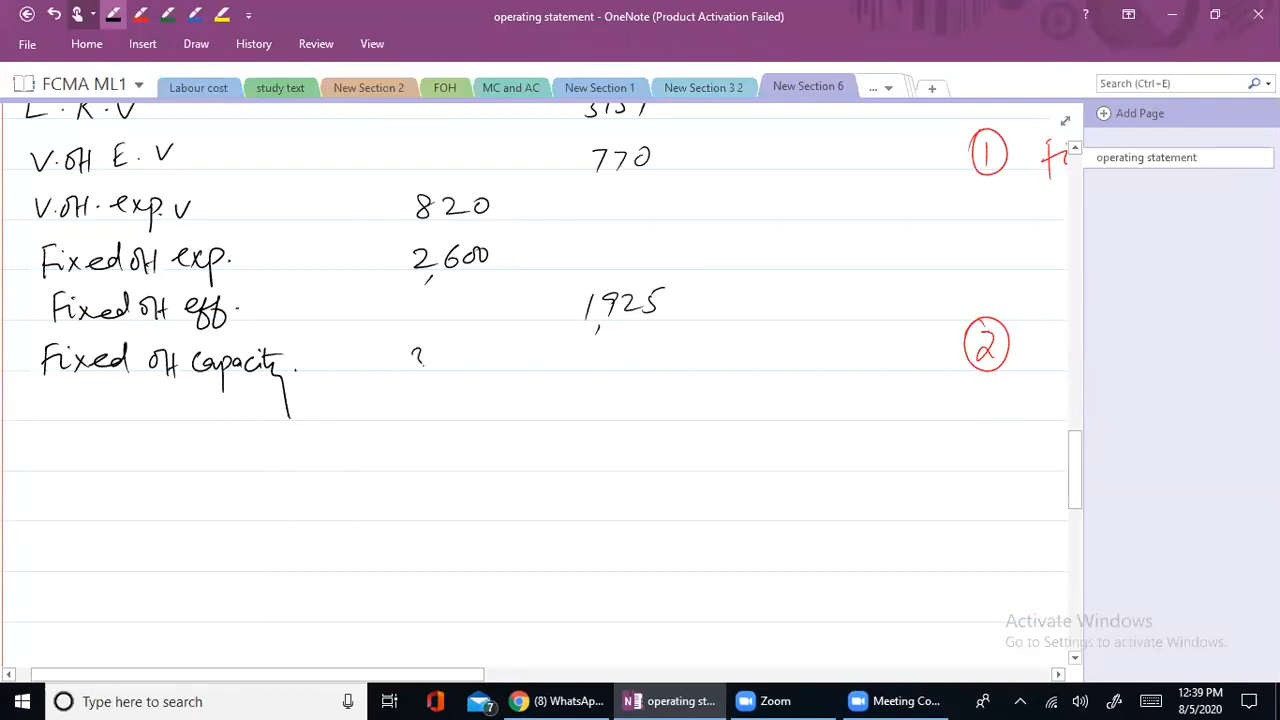 operating statement - OneNote (Product Activation Failed)
File Home Insert Draw History Review View
FCMA ML1 Labour cost study text New Section 2 FOH MC and AC New Section 1 New Section 3 2 New Section 6 ... Search (Ctrl+E)
Add Page
operating statement
L. R. V
V.OH E. V 770
V.OH. exp. V 820
Fixed OH exp. 2,600
Fixed OH eff. 1,925
Fixed OH capacity. ?
1
2
Activate Windows
Go to Settings to activate Windows.
Type here to search
7
(8) WhatsApp...
operating sta...
Zoom
Meeting Co...
12:39 PM
8/5/2020